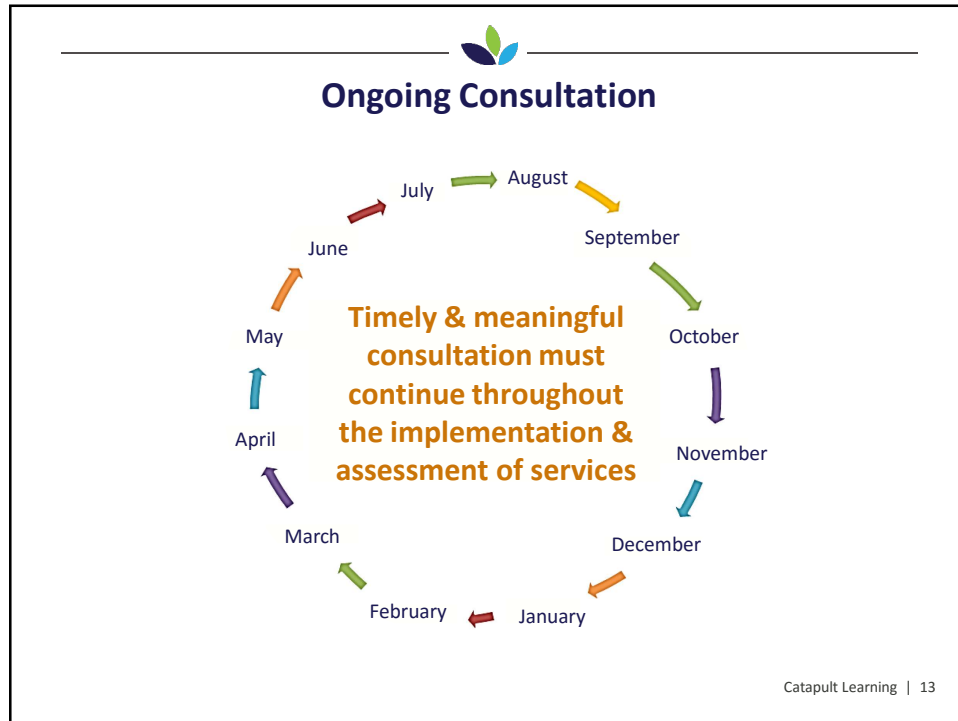 Ongoing Consultation
August
September
October
November
December
January
February
March
April
May
June
July
Timely & meaningful
consultation must
continue throughout
the implementation &
assessment of services
Catapult Learning | 13